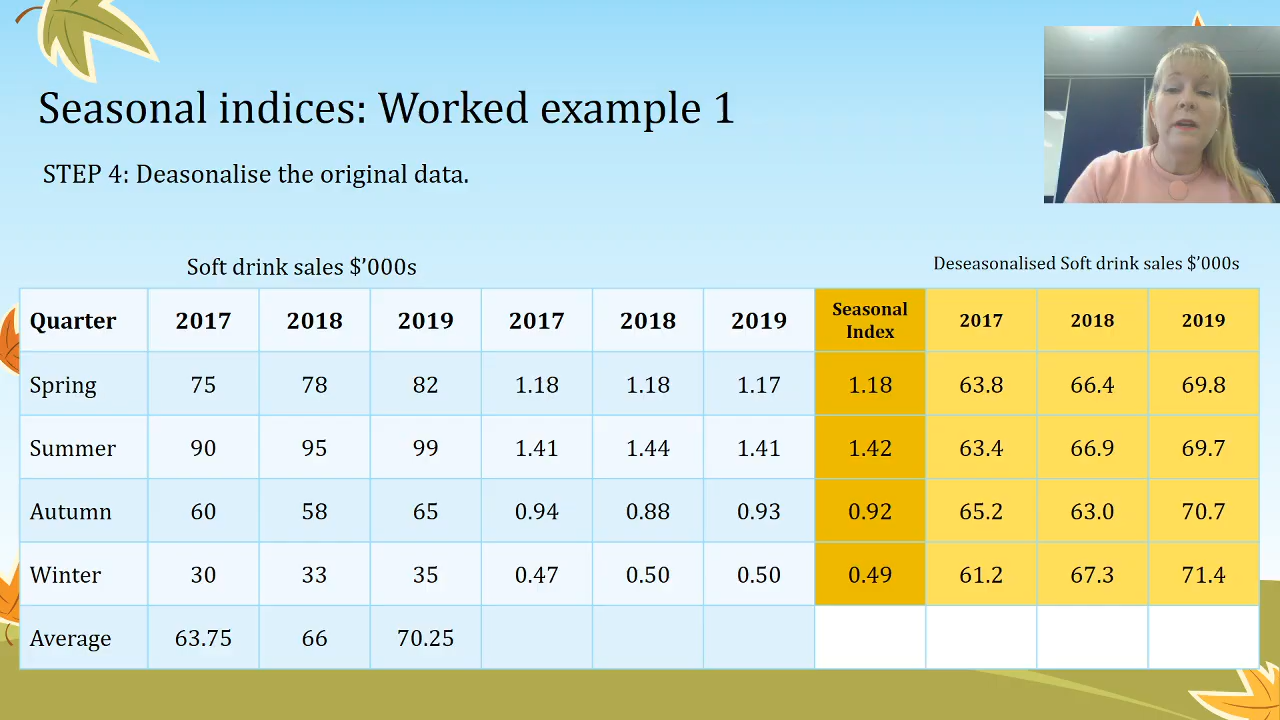 Seasonal indices: Worked example 1
STEP 4: Deasonalise the original data.
Soft drink sales $’000s
Deseasonalised Soft drink sales $’000s
Quarter 2017 2018 2019 2017 2018 2019 Seasonal Index 2017 2018 2019
Spring 75 78 82 1.18 1.18 1.17 1.18 63.8 66.4 69.8
Summer 90 95 99 1.41 1.44 1.41 1.42 63.4 66.9 69.7
Autumn 60 58 65 0.94 0.88 0.93 0.92 65.2 63.0 70.7
Winter 30 33 35 0.47 0.50 0.50 0.49 61.2 67.3 71.4
Average 63.75 66 70.25